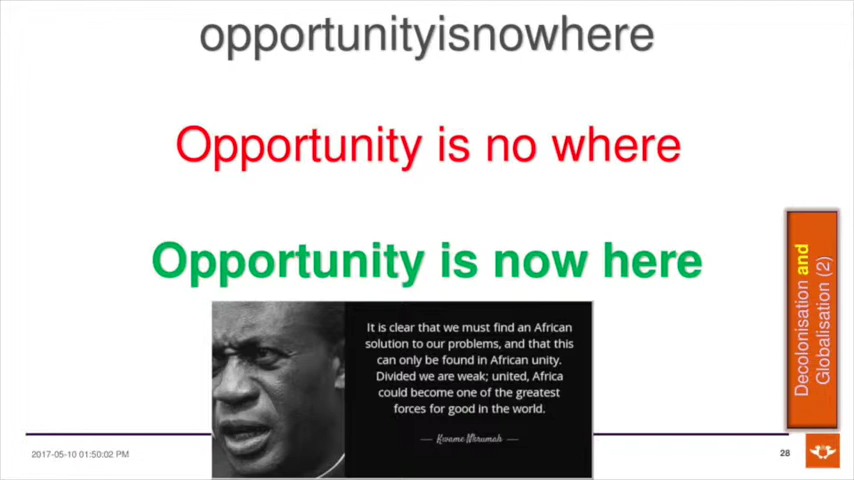 opportunityisnowhere
Opportunity is no where
Opportunity is now here
It is clear that we must find an African
solution to our problems, and that this
can only be found in African unity.
Divided we are weak; united, Africa
could become one of the greatest
forces for good in the world.
— Kwame Nkrumah —
Decolonisation and
Globalisation (2)
2017-05-10 01:50:02 PM
28